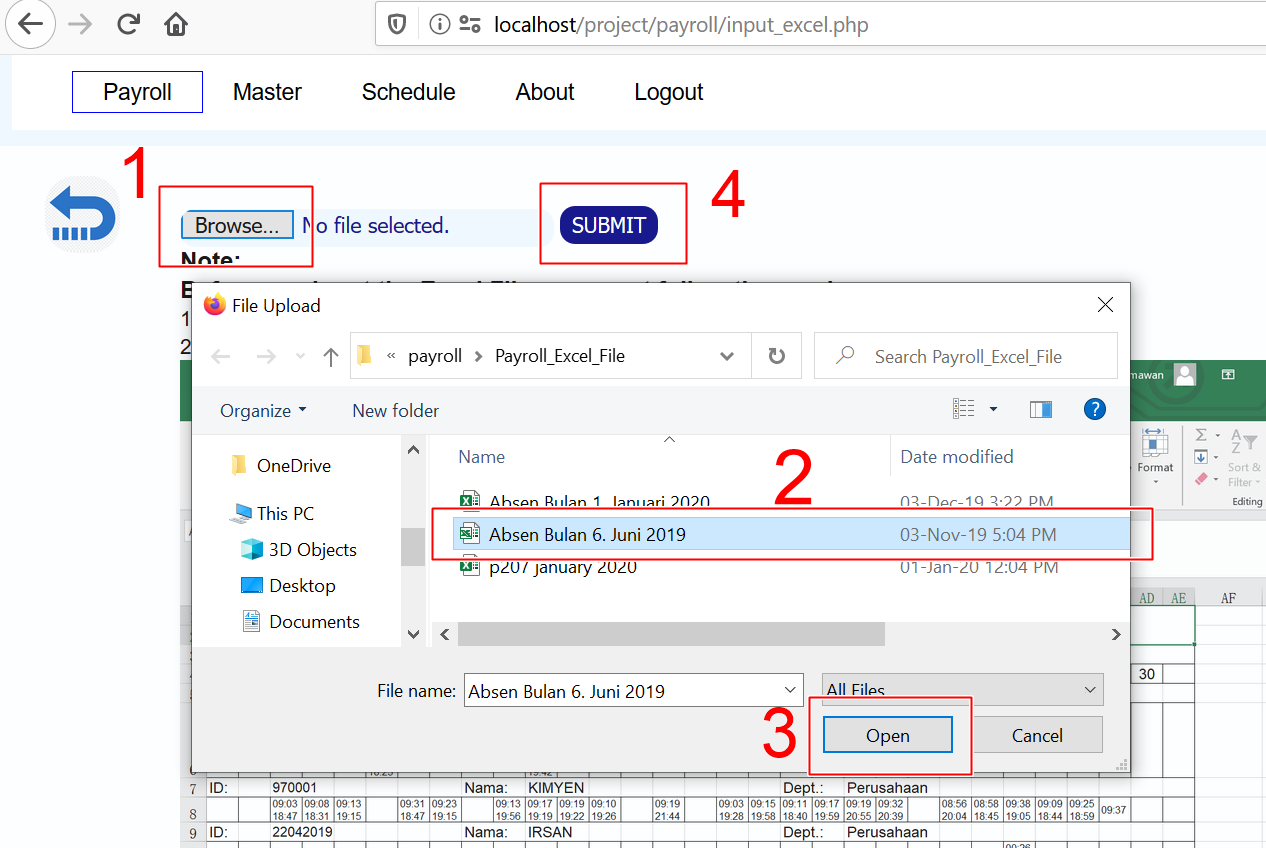 localhost/project/payroll/input_excel.php
Payroll Master Schedule About Logout
1
Browse... No file selected. SUBMIT
4
Note:
File Upload
1
2
« payroll › Payroll_Excel_File
Search Payroll_Excel_File
mawan
Organize New folder
?
OneDrive
This PC
3D Objects
Desktop
Documents
Name Date modified
2
Absen Bulan 1. Januari 2020 03-Dec-19 3:22 PM
Absen Bulan 6. Juni 2019 03-Nov-19 5:04 PM
p207 january 2020 01-Jan-20 12:04 PM
Format
Sort &
Filter
Editing
AD AE AF
30
File name: Absen Bulan 6. Juni 2019 All Files
3
Open Cancel
7 ID: 970001 Nama: KIMYEN Dept.: Perusahaan
8 09:03 09:08 09:13 09:31 09:23 09:13 09:17 09:19 09:10 09:19 09:03 09:15 09:11 09:17 09:19 09:32 08:56 08:58 09:38 09:09 09:25 09:37
18:47 18:31 19:15 18:47 19:15 19:56 19:19 19:22 19:26 21:44 19:28 19:58 18:40 19:59 20:55 20:39 20:04 18:45 19:05 18:44 18:59
9 ID: 22042019 Nama: IRSAN Dept.: Perusahaan